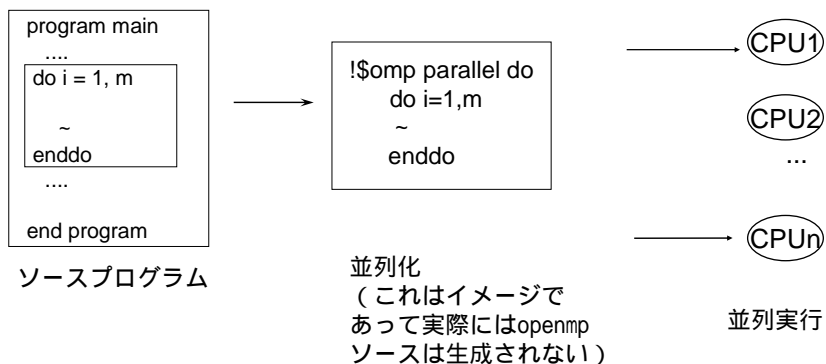 program main
....
do i = 1, m
~
enddo
....
end program
ソースプログラム
!$omp parallel do
do i=1,m
~
enddo
並列化
（これはイメージで
あって実際にはopenmp
ソースは生成されない）
CPU1
CPU2
...
CPUn
並列実行